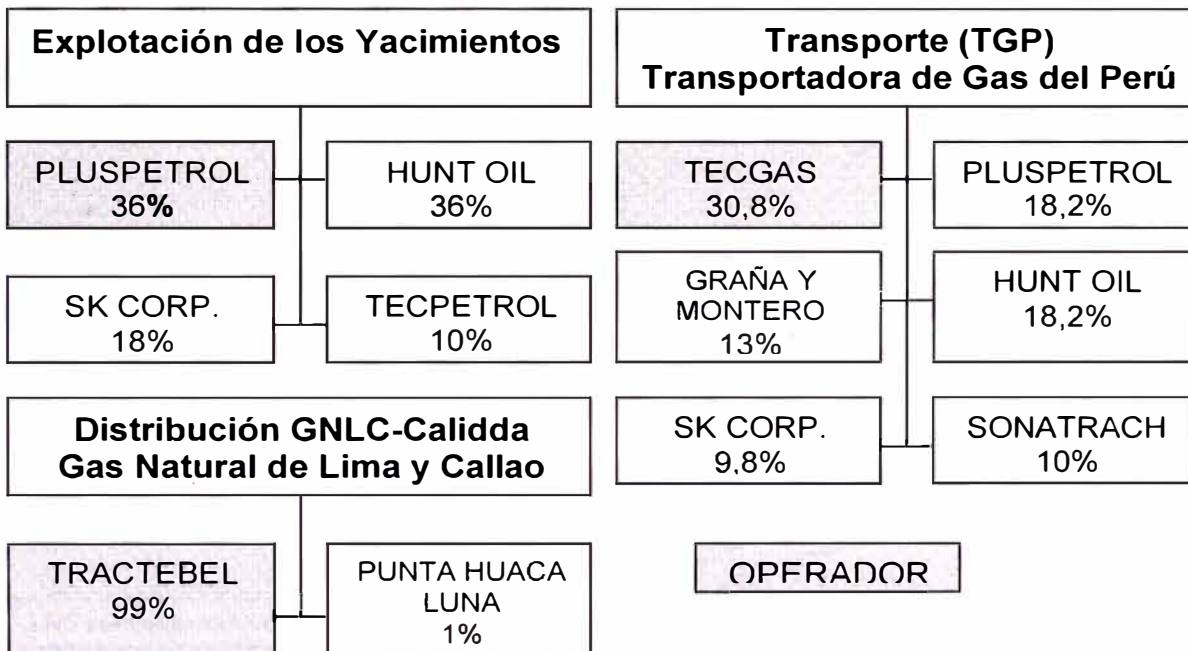 Explotación de los Yacimientos
PLUSPETROL
36%
HUNT OIL
36%
SK CORP.
18%
TECPETROL
10%
Distribución GNLC-Calidda
Gas Natural de Lima y Callao
TRACTEBEL
99%
PUNTA HUACA
LUNA
1%
Transporte (TGP)
Transportadora de Gas del Perú
TECGAS
30,8%
PLUSPETROL
18,2%
GRAÑA Y
MONTERO
13%
HUNT OIL
18,2%
SK CORP.
9,8%
SONATRACH
10%
OPERADOR